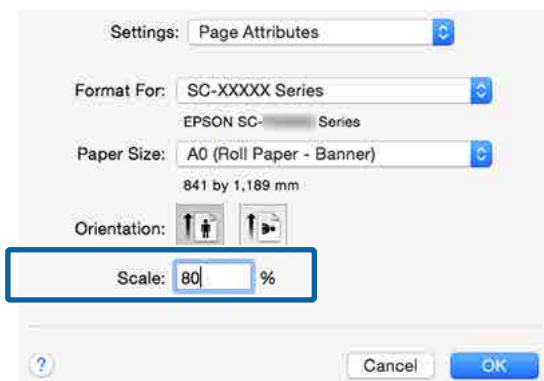 Settings: Page Attributes
Format For: SC-XXXXX Series
EPSON SC- Series
Paper Size: A0 (Roll Paper - Banner)
841 by 1,189 mm
Orientation:
Scale: 80 %
? Cancel OK